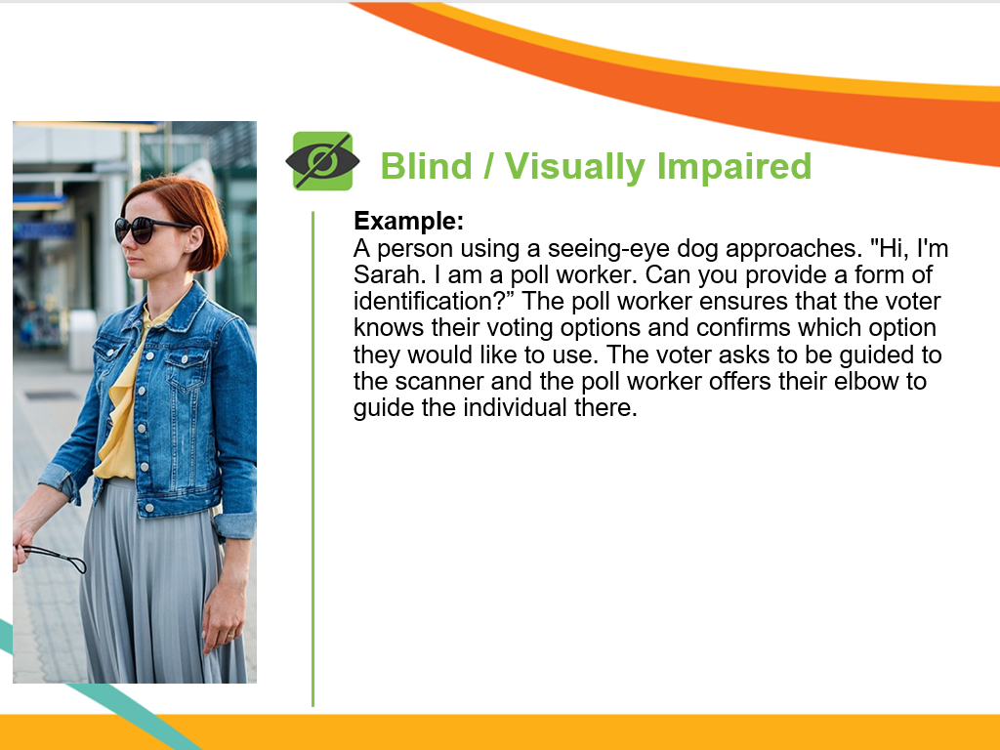 Blind / Visually Impaired
Example:
A person using a seeing-eye dog approaches. "Hi, I'm
Sarah. I am a poll worker. Can you provide a form of
identification?” The poll worker ensures that the voter
knows their voting options and confirms which option
they would like to use. The voter asks to be guided to
the scanner and the poll worker offers their elbow to
guide the individual there.